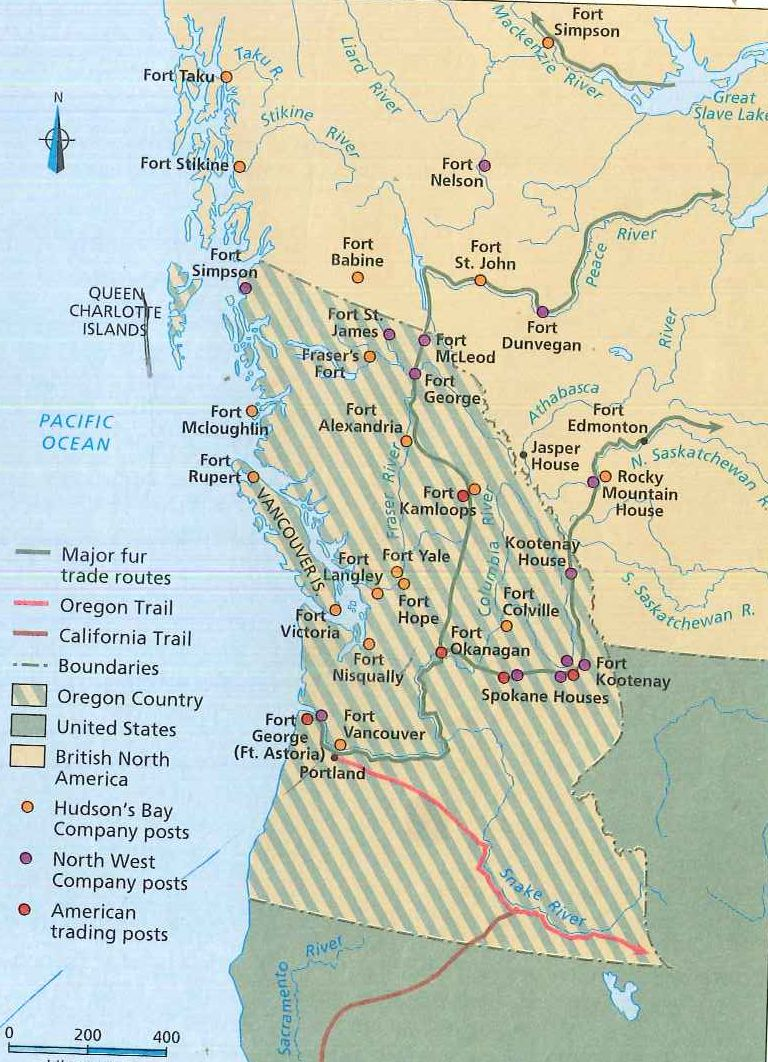 Fort
Simpson
Mackenzie River
Great
Slave Lake
Taku R.
Liard River
Fort Taku
N
Stikine River
Fort Stikine
Fort
Nelson
Fort
Simpson
Fort
Babine
Fort
St. John
Peace River
QUEEN
CHARLOTTE
ISLANDS
Fort St.
James
Fort
McLeod
Fort
Dunvegan
River
Athabasca
Fraser's
Fort
Fort
George
Fort
Mcloughlin
Fort
Alexandria
Fort
Edmonton
PACIFIC
OCEAN
Jasper
House
N. Saskatchewan R.
Fort
Rupert
Rocky
Mountain
House
Fort
Kamloops
Fraser River
Columbia River
VANCOUVER IS.
Kootenay
House
Fort
Langley
Fort Yale
Fort
Hope
Fort
Colville
S. Saskatchewan R.
Fort
Victoria
Fort
Nisqually
Fort
Okanagan
Fort
Kootenay
Spokane Houses
Fort
George
(Ft. Astoria)
Fort
Vancouver
Portland
Snake River
Sacramento River
Major fur
trade routes
Oregon Trail
California Trail
Boundaries
Oregon Country
United States
British North
America
Hudson's Bay
Company posts
North West
Company posts
American
trading posts
0 200 400